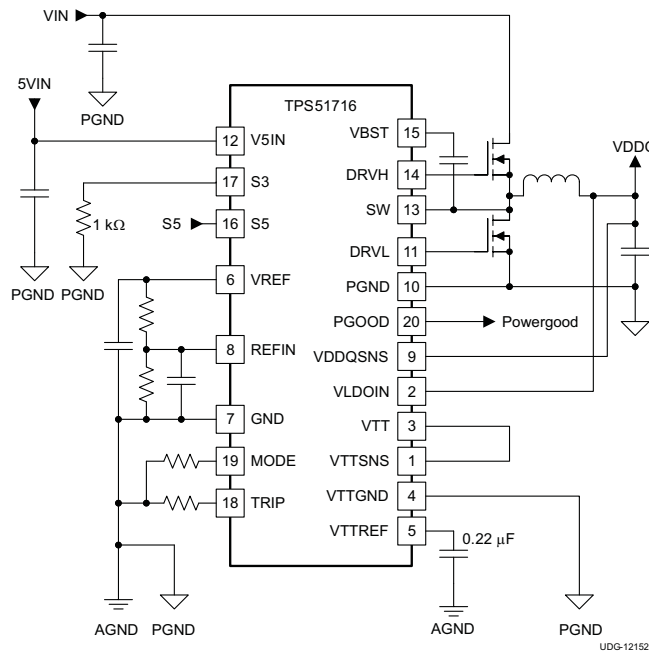 VIN
PGND
5VIN
PGND
TPS51716
12 V5IN
17 S3
1 kΩ
PGND
S5 16 S5
6 VREF
8 REFIN
7 GND
19 MODE
18 TRIP
AGND PGND
VBST 15
DRVH 14
SW 13
DRVL 11
PGND 10
PGOOD 20 Powergood
VDDQSNS 9
VLDOIN 2
VTT 3
VTTSNS 1
VTTGND 4
VTTREF 5
0.22 μF
AGND
PGND
VDDQ
UDG-12152